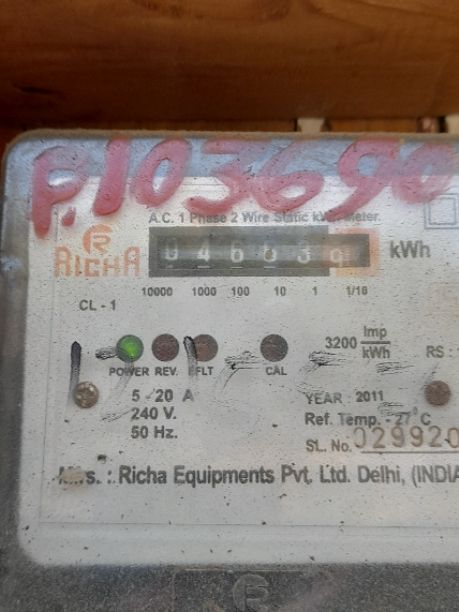 P.103690
A.C. 1 Phase 2 Wire Static kWh Meter.
RICHA
04663 kWh
10000 1000 100 10 1 1/10
CL - 1
3200 Imp/kWh
RS :
POWER REV. EFLT CAL
5 - 20 A
YEAR : 2011
240 V.
Ref. Temp. - 27°C
50 Hz.
SL. No. 029920
Mfrs. : Richa Equipments Pvt. Ltd. Delhi, (INDIA